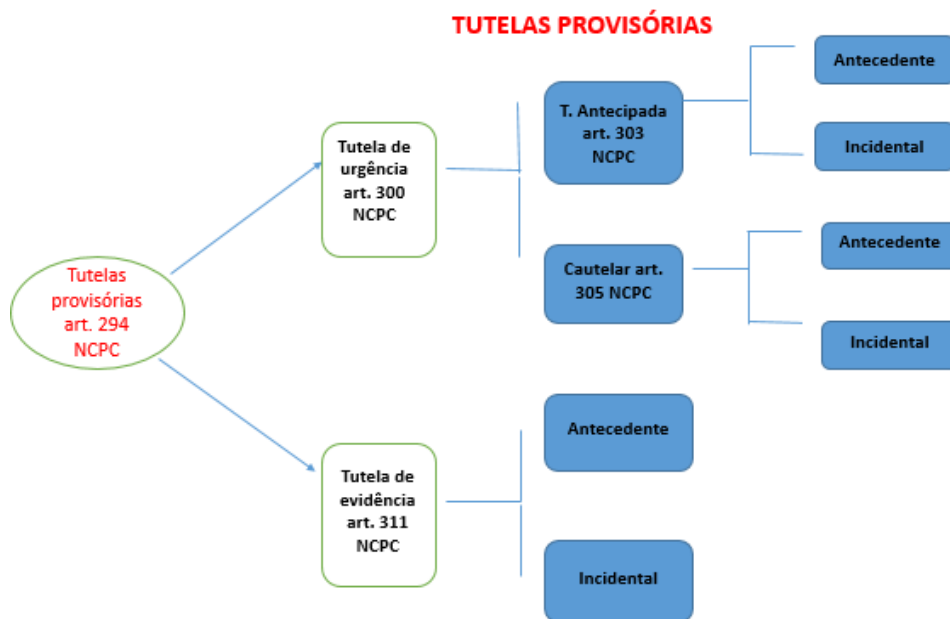 TUTELAS PROVISÓRIAS
Tutelas
provisórias
art. 294
NCPC
Tutela de
urgência
art. 300
NCPC
T. Antecipada
art. 303
NCPC
Antecedente
Incidental
Cautelar art.
305 NCPC
Antecedente
Incidental
Tutela de
evidência
art. 311
NCPC
Antecedente
Incidental